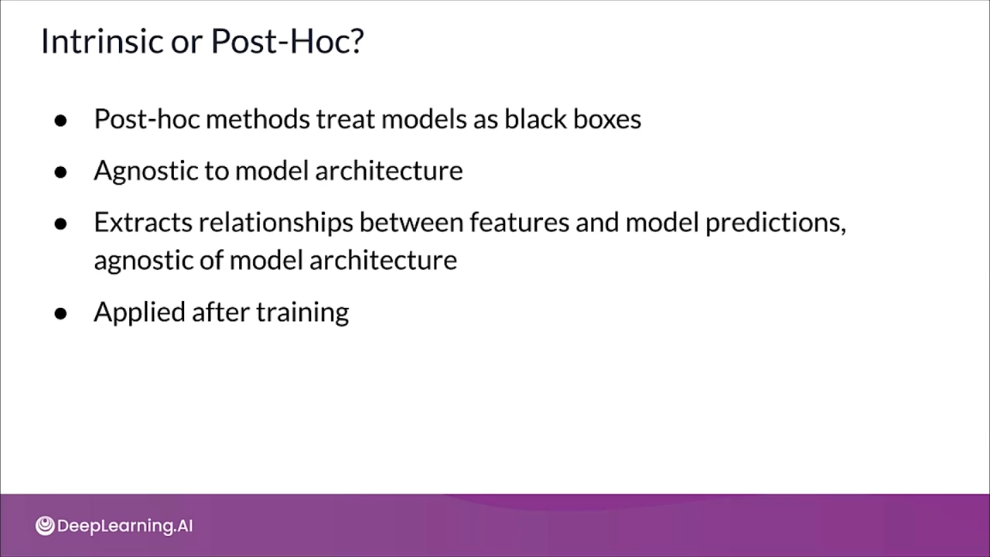 Intrinsic or Post-Hoc?
● Post-hoc methods treat models as black boxes
● Agnostic to model architecture
● Extracts relationships between features and model predictions,
agnostic of model architecture
● Applied after training
DeepLearning.AI